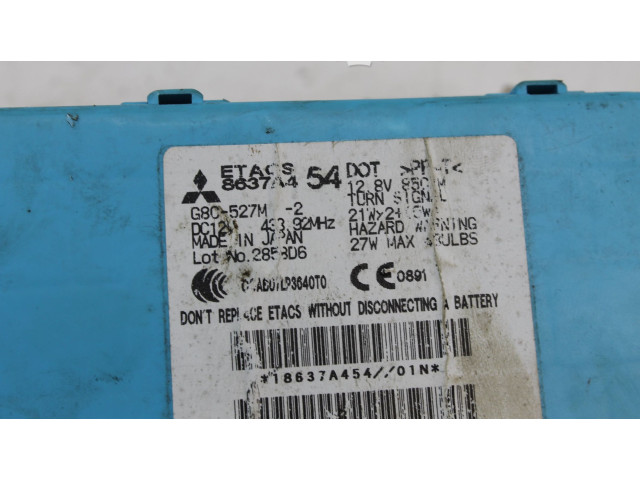 ETACS
8637A4 54
G8C-527M -2
DC12V 433.92MHz
MADE IN JAPAN
Lot No.2853D6
DOT
12.8V
TURN SIGNAL
HAZARD WARNING
27W MAX BULBS
CE 0891
DON'T REPLACE ETACS WITHOUT DISCONNECTING A BATTERY
*18637A454//01N*